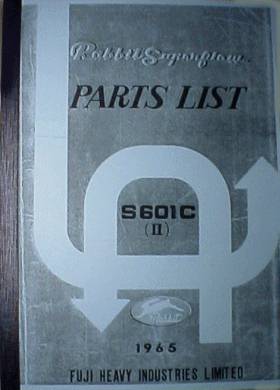 Rabbit Superflow
PARTS LIST
S601C
(II)
1965
FUJI HEAVY INDUSTRIES LIMITED